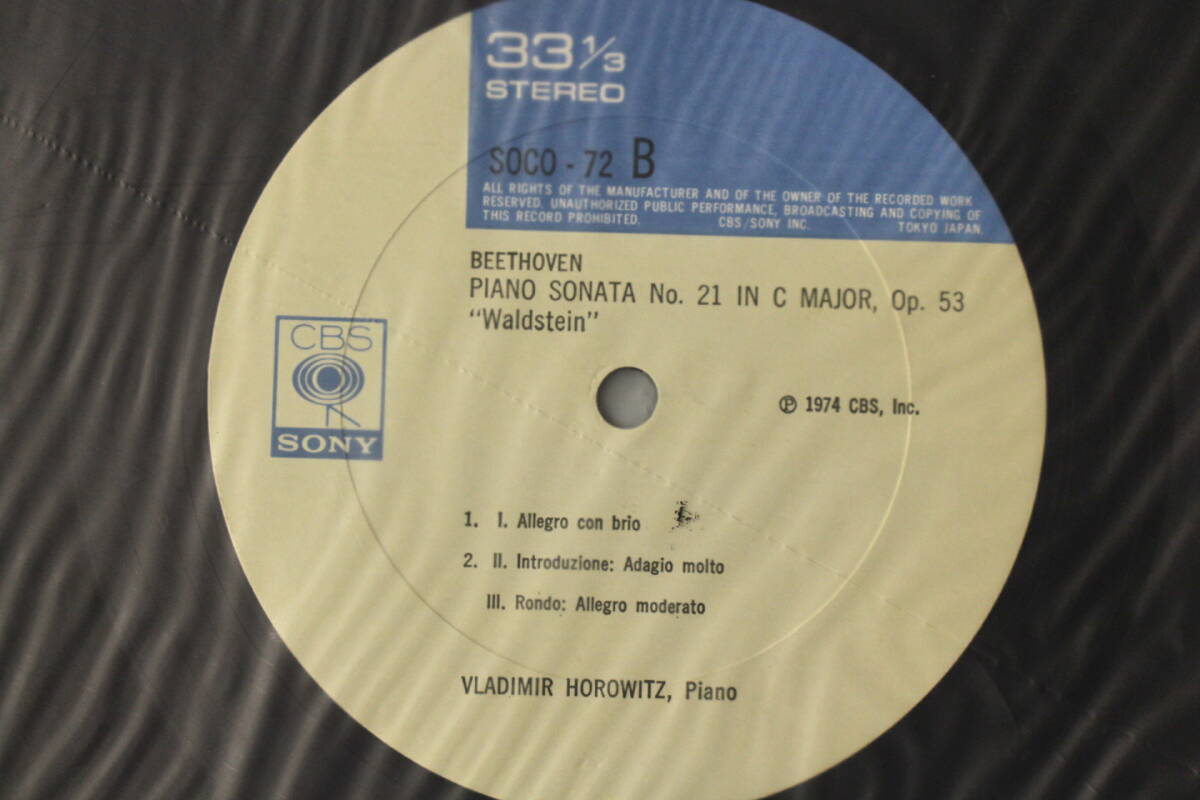 33 1/3
STEREO
SOCO - 72 B
ALL RIGHTS OF THE MANUFACTURER AND OF THE OWNER OF THE RECORDED WORK
RESERVED. UNAUTHORIZED PUBLIC PERFORMANCE, BROADCASTING AND COPYING OF
THIS RECORD PROHIBITED. CBS/SONY INC. TOKYO JAPAN.
BEETHOVEN
PIANO SONATA No. 21 IN C MAJOR, Op. 53
“Waldstein”
CBS
SONY
℗ 1974 CBS, Inc.
1. I. Allegro con brio
2. II. Introduzione: Adagio molto
III. Rondo: Allegro moderato
VLADIMIR HOROWITZ, Piano